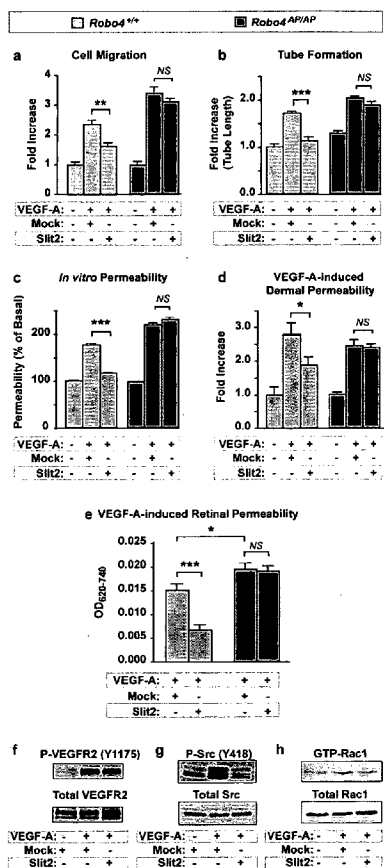 Robo4+/+ Robo4AP/AP
a Cell Migration
Fold Increase
4
3
2
1
0
**
NS
VEGF-A: - + + - + +
Mock: + +
Slit2: + +
b Tube Formation
Fold Increase
(Tube Length)
2.0
1.0
0.0
***
NS
VEGF-A: - + + - + +
Mock: + +
Slit2: + +
c In vitro Permeability
Permeability (% of Basal)
200
100
0
***
NS
VEGF-A: - + + - + +
Mock: + +
Slit2: + +
d VEGF-A-induced
Dermal Permeability
Fold Increase
3.0
2.0
1.0
0.0
*
NS
VEGF-A: - + + - + +
Mock: + +
Slit2: + +
e VEGF-A-induced Retinal Permeability
OD620-740
0.025
0.020
0.015
0.010
0.005
0.000
*
***
NS
VEGF-A: + + + +
Mock: + +
Slit2: + +
f P-VEGFR2 (Y1175)
Total VEGFR2
VEGF-A: - + +
Mock: + +
Slit2: +
g P-Src (Y418)
Total Src
VEGF-A: - + +
Mock: + +
Slit2: +
h GTP-Rac1
Total Rac1
VEGF-A: - + +
Mock: + +
Slit2: +